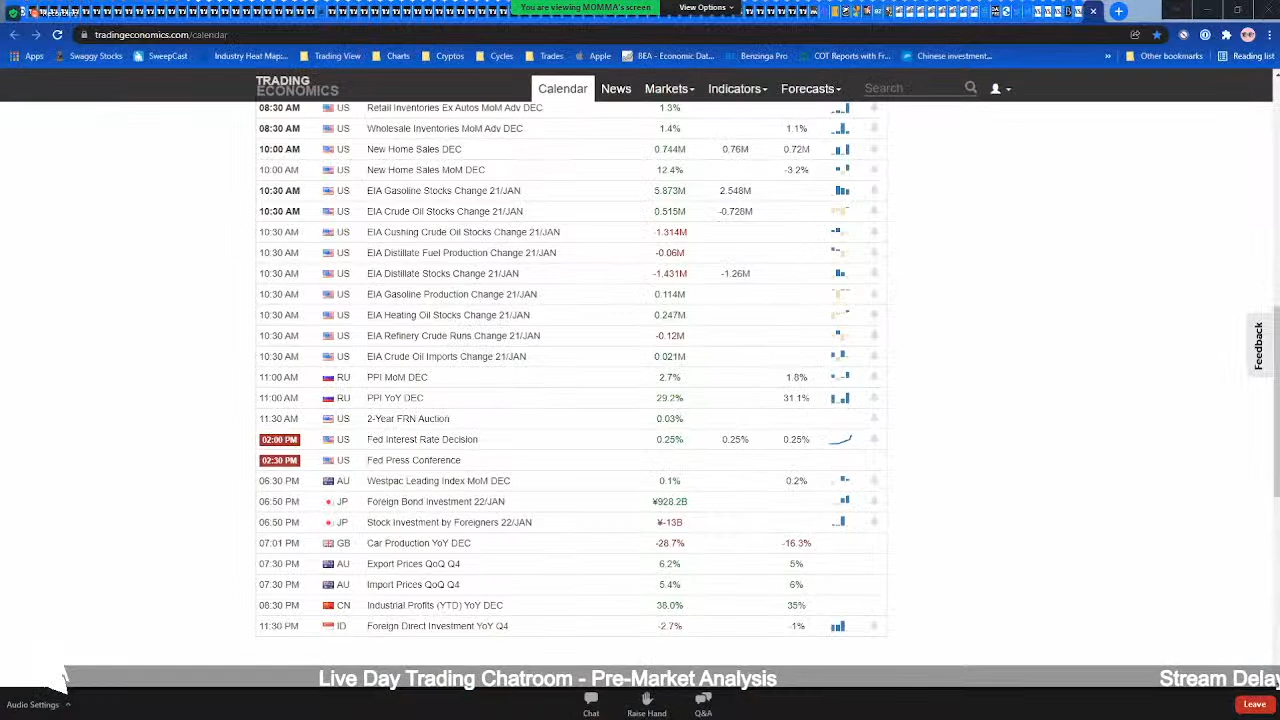 You are viewing MOMMA's screen
View Options
tradingeconomics.com/calendar
Apps Swaggy Stocks SweepCast Industry Heat Map... Trading View Charts Cryptos Cycles Trades Apple BEA - Economic Dat... Benzinga Pro COT Reports with Fr... Chinese investment... » Other bookmarks Reading list
TRADING ECONOMICS Calendar News Markets Indicators Forecasts Search
08:30 AM US Retail Inventories Ex Autos MoM Adv DEC 1.3%
08:30 AM US Wholesale Inventories MoM Adv DEC 1.4% 1.1%
10:00 AM US New Home Sales DEC 0.744M 0.76M 0.72M
10:00 AM US New Home Sales MoM DEC 12.4% -3.2%
10:30 AM US EIA Gasoline Stocks Change 21/JAN 5.873M 2.548M
10:30 AM US EIA Crude Oil Stocks Change 21/JAN 0.515M -0.728M
10:30 AM US EIA Cushing Crude Oil Stocks Change 21/JAN -1.314M
10:30 AM US EIA Distillate Fuel Production Change 21/JAN -0.06M
10:30 AM US EIA Distillate Stocks Change 21/JAN -1.431M -1.26M
10:30 AM US EIA Gasoline Production Change 21/JAN 0.114M
10:30 AM US EIA Heating Oil Stocks Change 21/JAN 0.247M
10:30 AM US EIA Refinery Crude Runs Change 21/JAN -0.12M
10:30 AM US EIA Crude Oil Imports Change 21/JAN 0.021M
11:00 AM RU PPI MoM DEC 2.7% 1.8%
11:00 AM RU PPI YoY DEC 29.2% 31.1%
11:30 AM US 2-Year FRN Auction 0.03%
02:00 PM US Fed Interest Rate Decision 0.25% 0.25%
02:30 PM US Fed Press Conference
06:30 PM AU Westpac Leading Index MoM DEC 0.1% 0.2%
06:50 PM JP Foreign Bond Investment 22/JAN ¥928.2B
06:50 PM JP Stock Investment by Foreigners 22/JAN ¥-13B
07:01 PM GB Car Production YoY DEC -28.7% -16.3%
07:30 PM AU Export Prices QoQ Q4 6.2% 5%
07:30 PM AU Import Prices QoQ Q4 5.4% 6%
08:30 PM CN Industrial Profits (YTD) YoY DEC 38.0% 35%
11:30 PM ID Foreign Direct Investment YoY Q4 -2.7% -1%
Feedback
Live Day Trading Chatroom - Pre-Market Analysis Stream Delay
Audio Settings Chat Raise Hand Q&A Leave